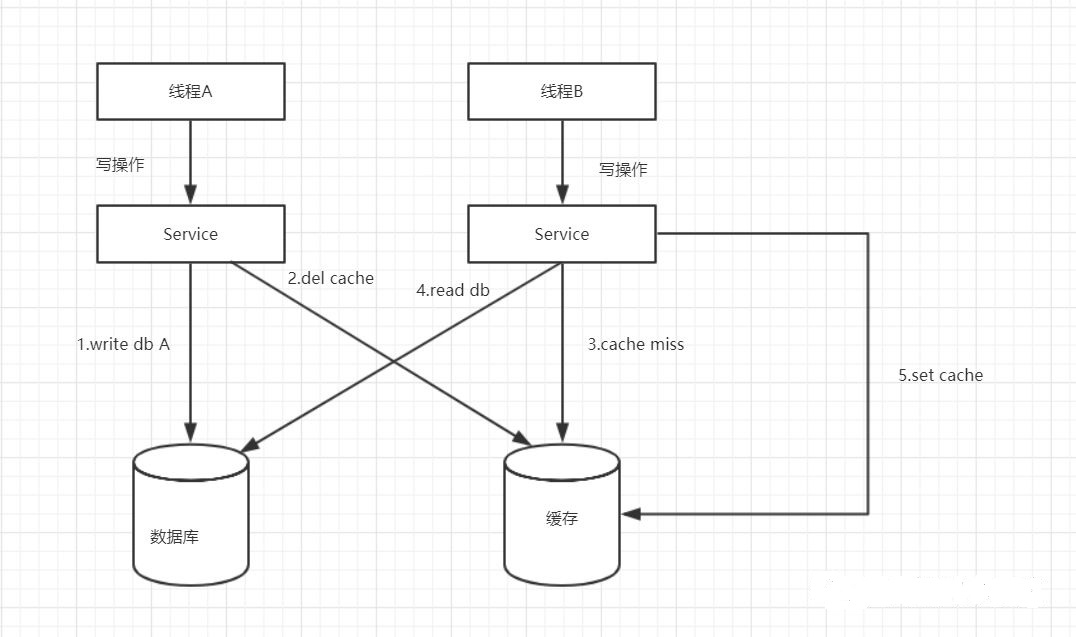 线程A
线程B
写操作
写操作
Service
Service
2.del cache
4.read db
1.write db A
3.cache miss
5.set cache
数据库
缓存